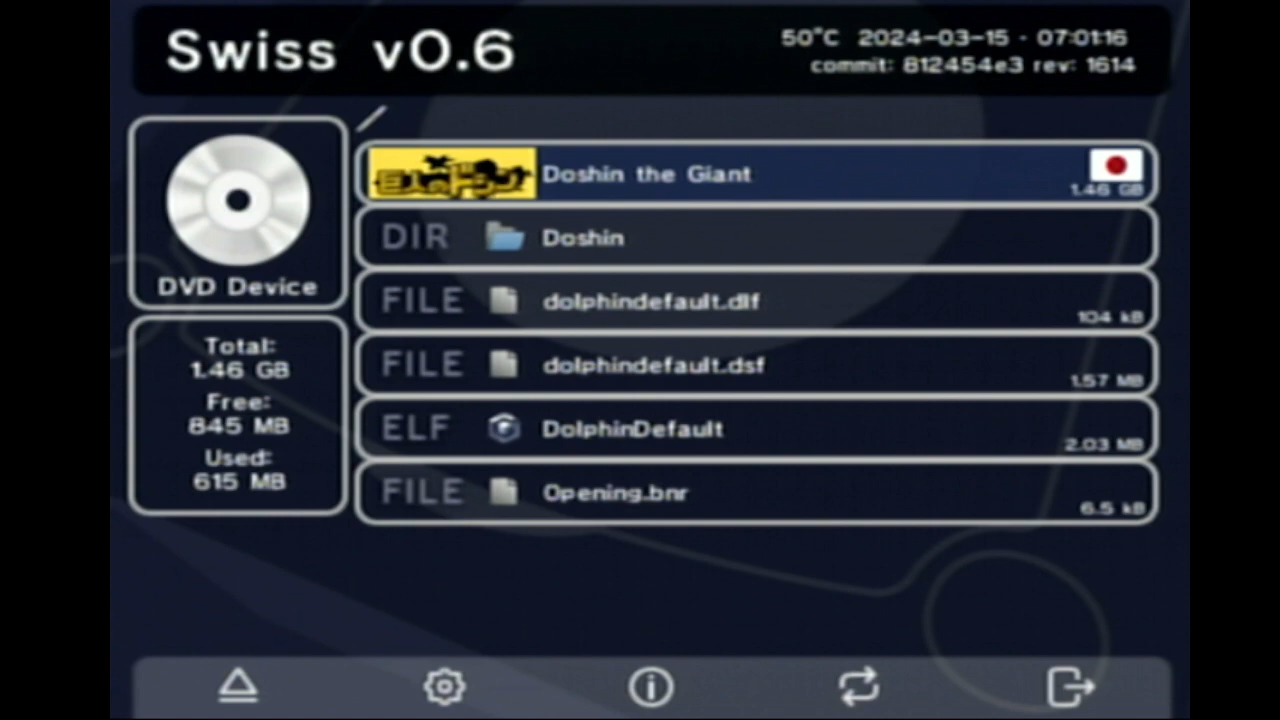 Swiss v0.6
50°C 2024-03-15 - 07:01:16
commit: 812454e3 rev: 1614
DVD Device
Total:
1.46 GB
Free:
845 MB
Used:
615 MB
Doshin the Giant
1.46 GB
DIR Doshin
FILE dolphindefault.dlf
104 kB
FILE dolphindefault.dsf
1.57 MB
ELF DolphinDefault
2.03 MB
FILE Opening.bnr
6.5 kB